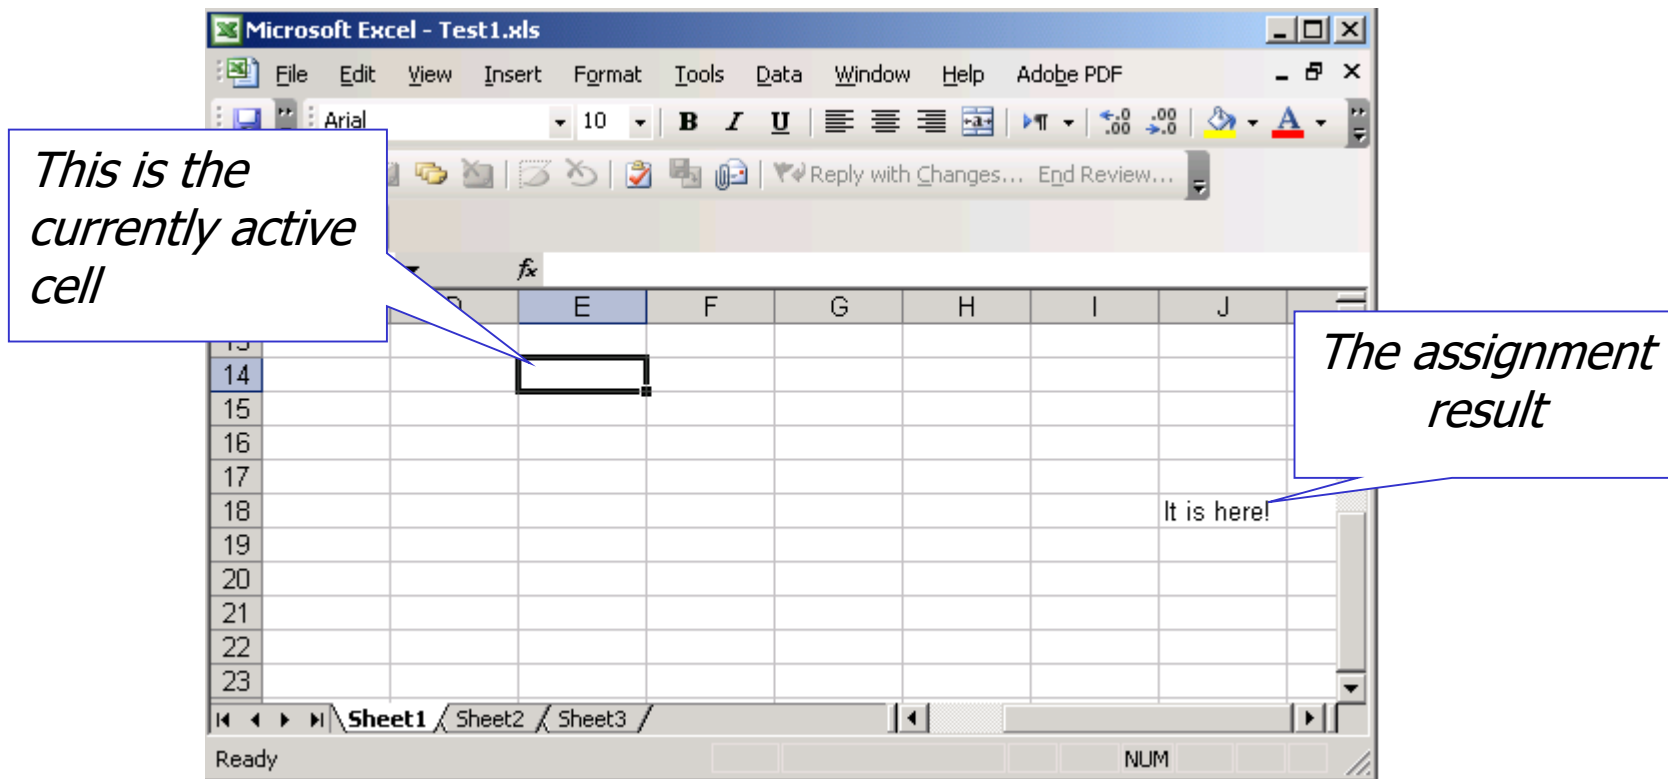 Microsoft Excel - Test1.xls
File Edit View Insert Format Tools Data Window Help Adobe PDF
Arial 10 B I U
Reply with Changes... End Review...
This is the
currently active
cell
fx
D E F G H I J
13
14
15
16
17
18 It is here!
19
20
21
22
23
The assignment
result
Sheet1 Sheet2 Sheet3
Ready NUM